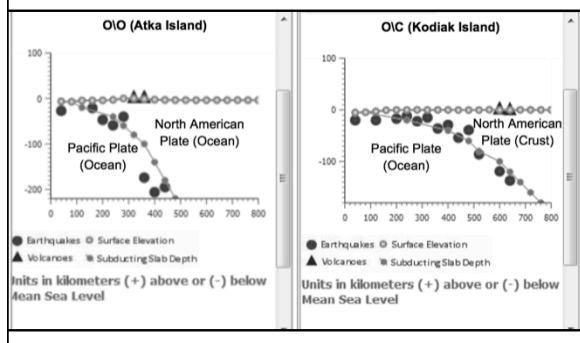 O\O (Atka Island)
100
0
-100
-200
North American
Plate (Ocean)
Pacific Plate
(Ocean)
0 100 200 300 400 500 600 700 800
Earthquakes Surface Elevation
Volcanoes Subducting Slab Depth
Units in kilometers (+) above or (-) below
Mean Sea Level
O\C (Kodiak Island)
100
0
-100
North American
Plate (Crust)
Pacific Plate
(Ocean)
0 100 200 300 400 500 600 700 800
Earthquakes Surface Elevation
Volcanoes Subducting Slab Depth
Units in kilometers (+) above or (-) below
Mean Sea Level